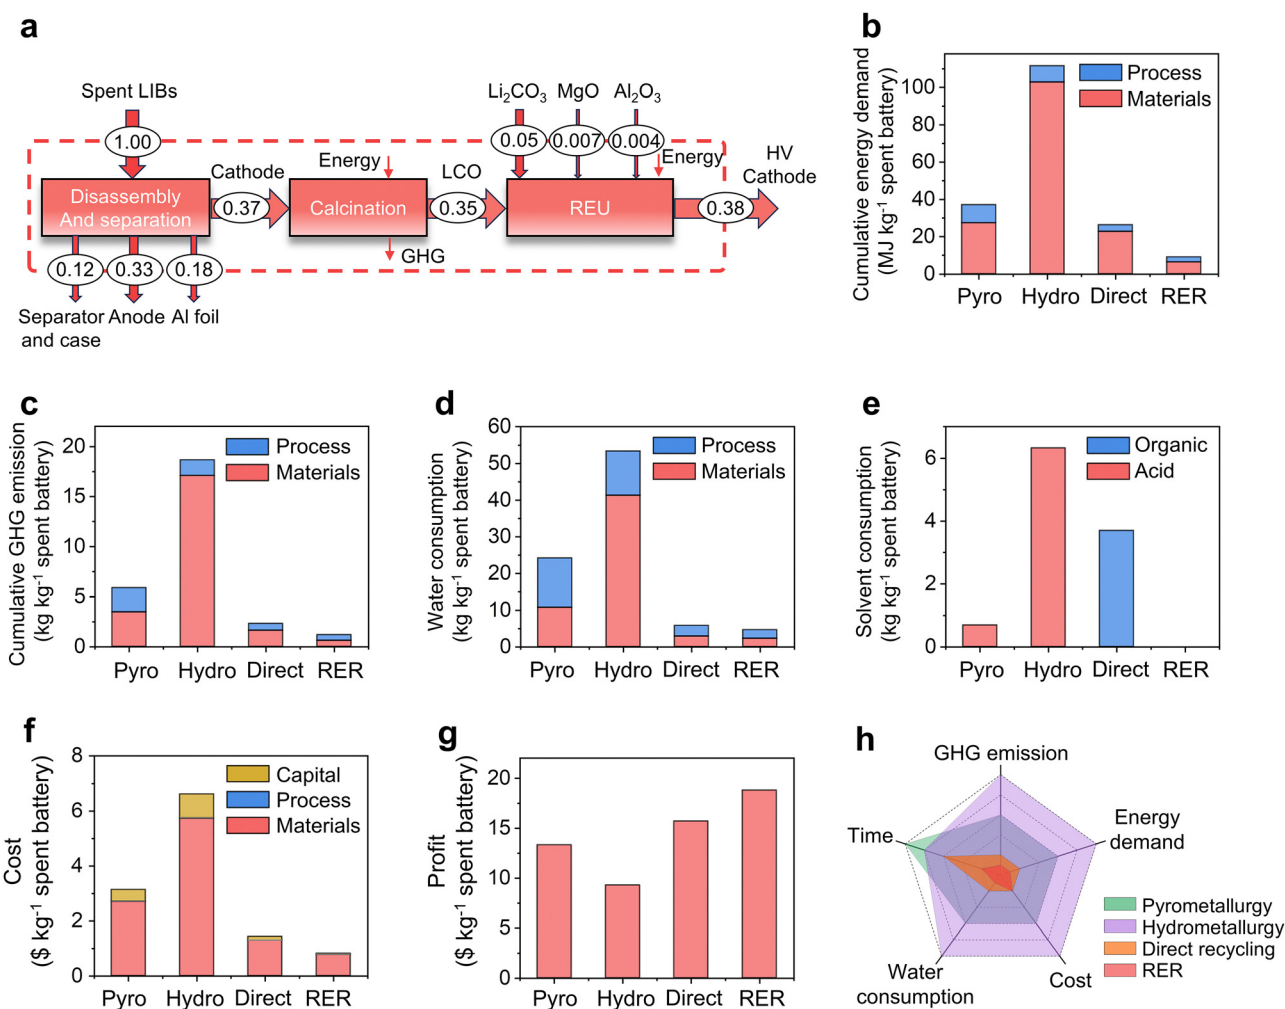 a
Spent LIBs
1.00
Li₂CO₃ MgO Al₂O₃
0.05 0.007 0.004
Energy
Energy
HV
Cathode
Cathode
LCO
Disassembly
And separation
0.37
Calcination
0.35
REU
0.38
GHG
0.12 0.33 0.18
Separator
and case
Anode
Al foil
b
Cumulative energy demand
(MJ kg⁻¹ spent battery)
100
80
60
40
20
0
Process
Materials
Pyro Hydro Direct RER
c
Cumulative GHG emission
(kg kg⁻¹ spent battery)
20
15
10
5
0
Process
Materials
Pyro Hydro Direct RER
d
Water consumption
(kg kg⁻¹ spent battery)
60
50
40
30
20
10
0
Process
Materials
Pyro Hydro Direct RER
e
Solvent consumption
(kg kg⁻¹ spent battery)
6
4
2
0
Organic
Acid
Pyro Hydro Direct RER
f
Cost
($ kg⁻¹ spent battery)
8
6
4
2
0
Capital
Process
Materials
Pyro Hydro Direct RER
g
Profit
($ kg⁻¹ spent battery)
20
15
10
5
0
Pyro Hydro Direct RER
h
GHG emission
Time
Energy
demand
Water
consumption
Cost
Pyrometallurgy
Hydrometallurgy
Direct recycling
RER